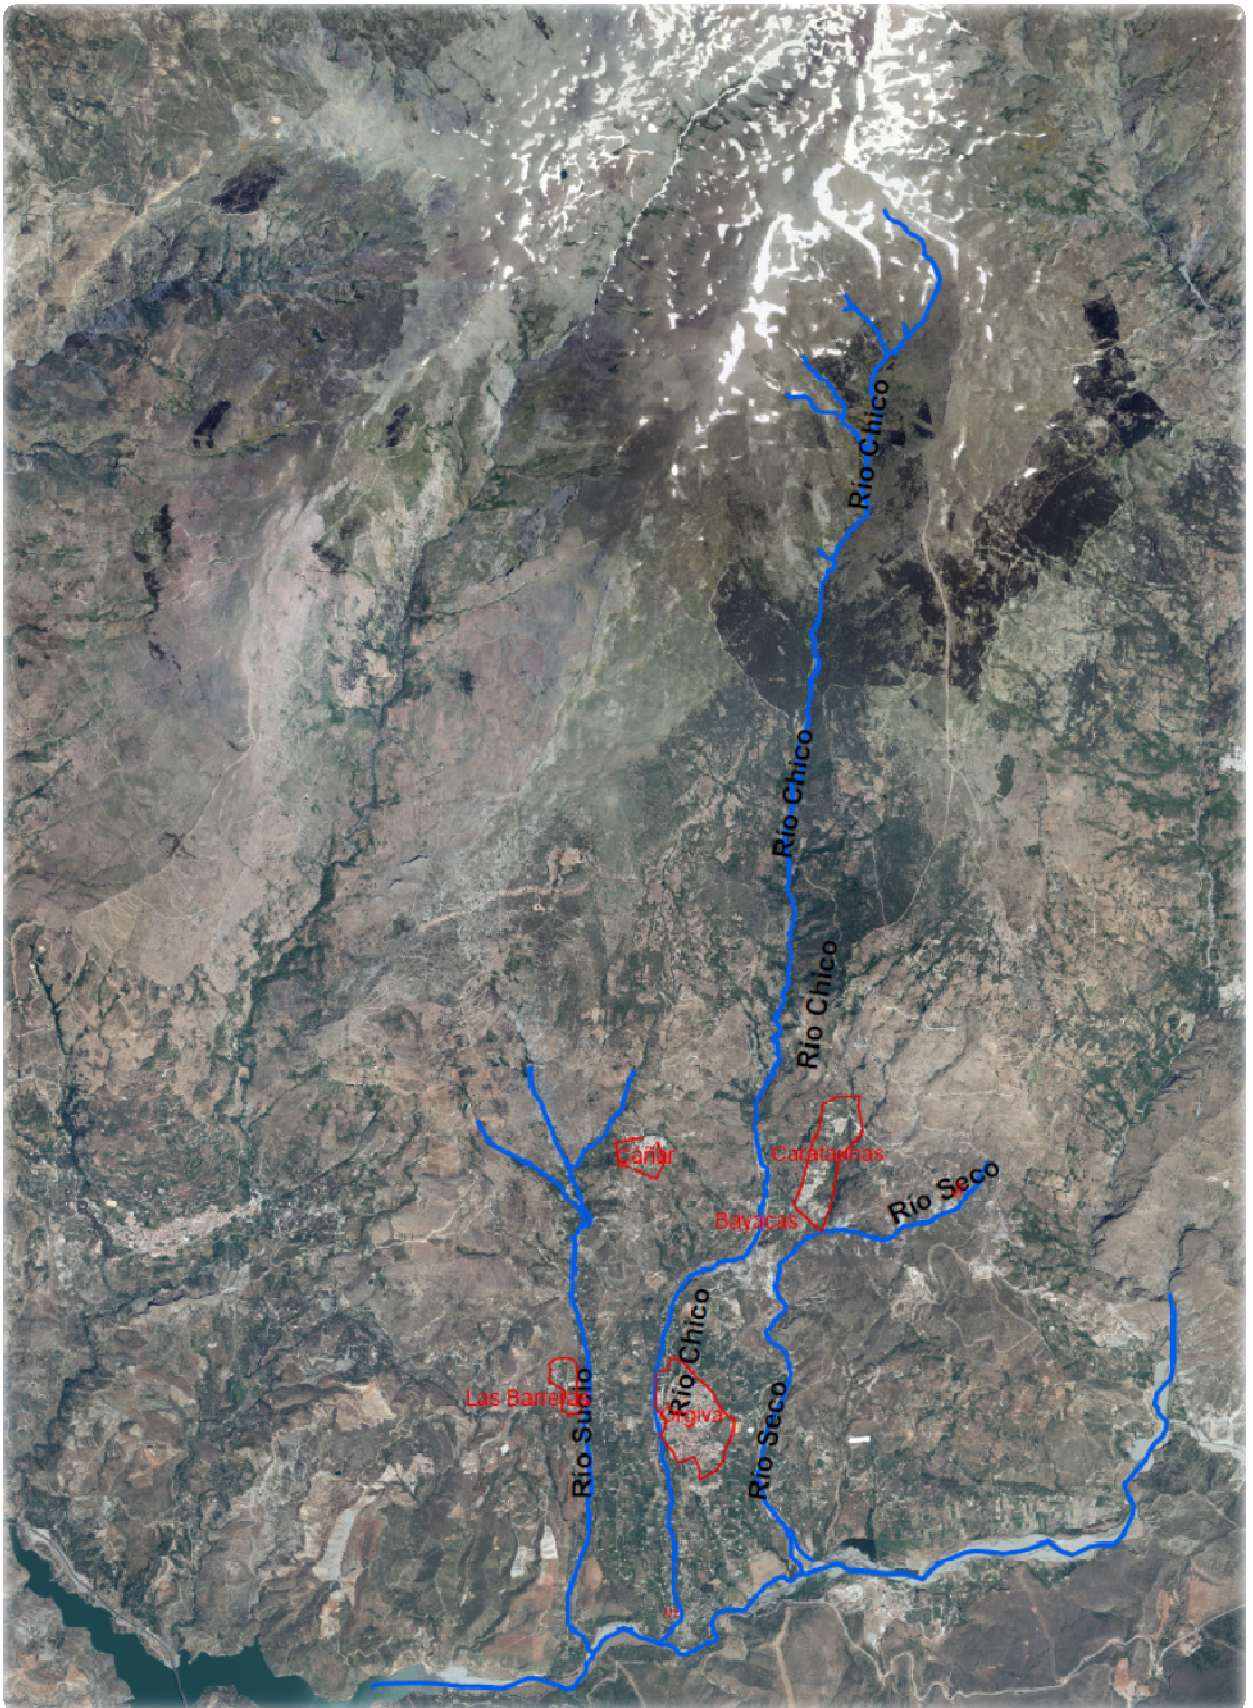 Río Chico
Río Chico
Río Chico
Cáñar
Carataunas
Río Seco
Bayacas
Río Chico
Las Barreras
Río Sucio
Órgiva
Río Seco